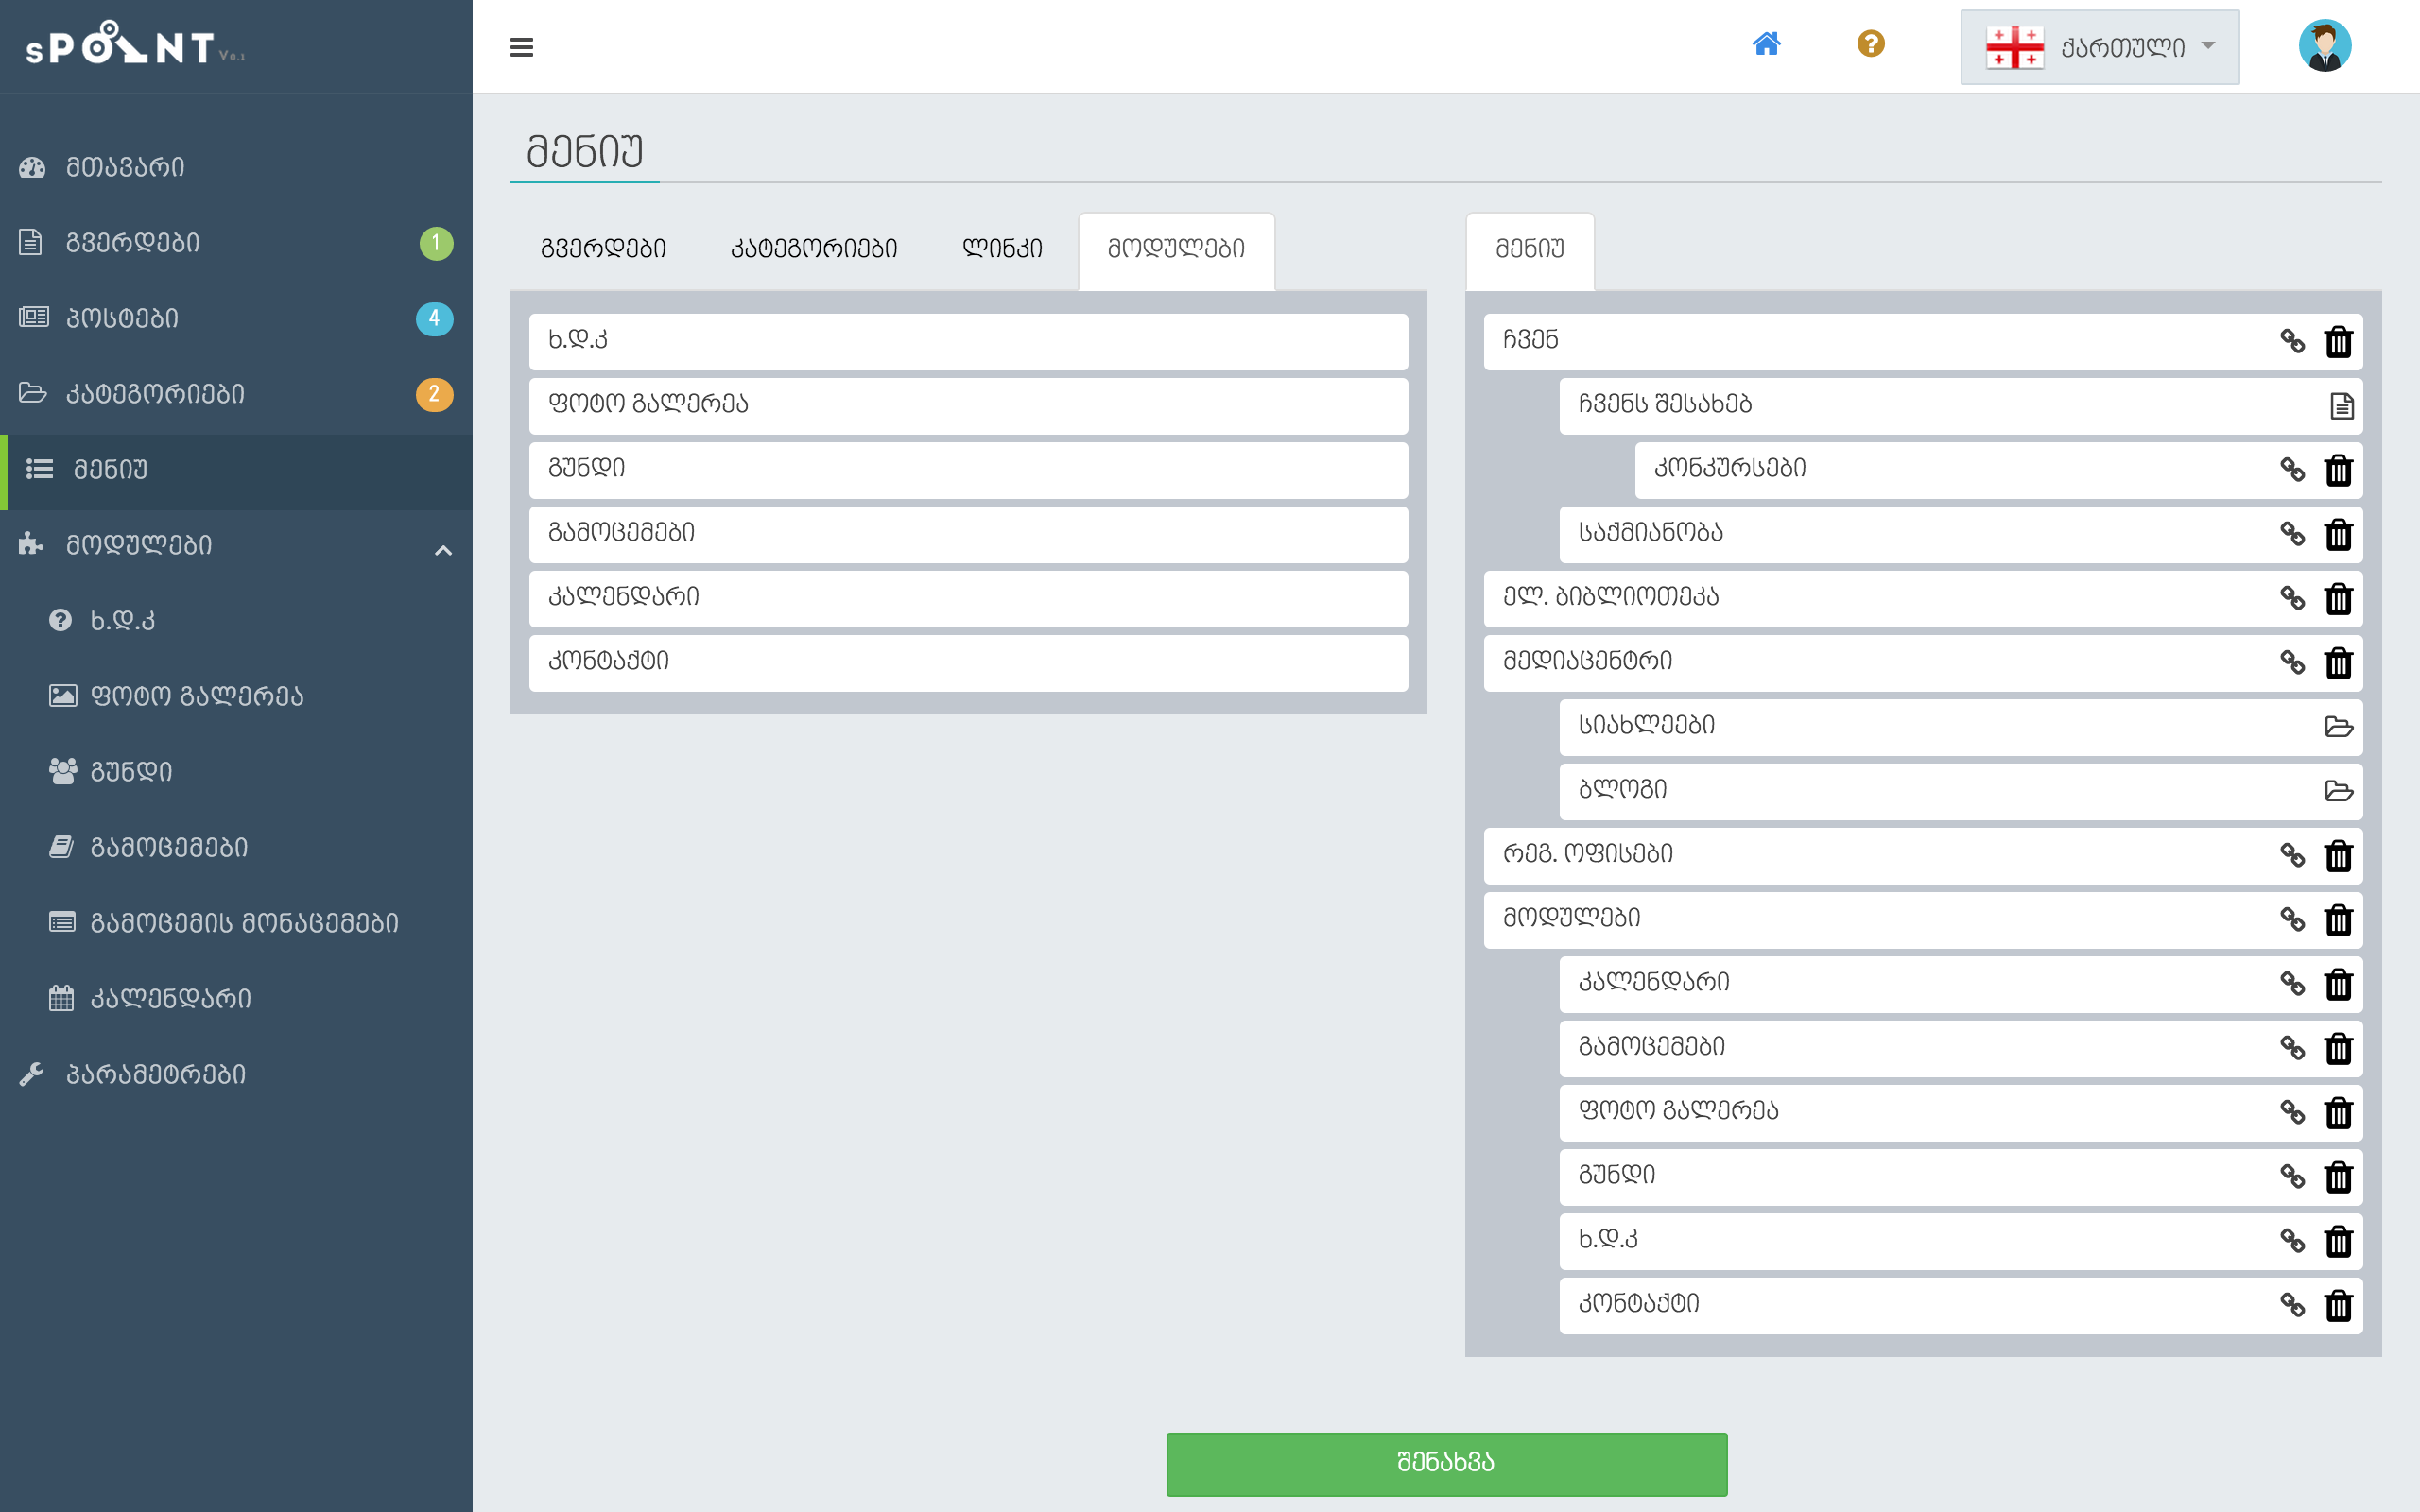 sPOINT V 0.1
ქართული
მთავარი
გვერდები 1
პოსტები 4
კატეგორიები 2
მენიუ
მოდულები
ხ.დ.კ
ფოტო გალერეა
გუნდი
გამოცემები
გამოცემის მონაცემები
კალენდარი
პარამეტრები
მენიუ
გვერდები კატეგორიები ლინკი მოდულები
ხ.დ.კ
ფოტო გალერეა
გუნდი
გამოცემები
კალენდარი
კონტაქტი
მენიუ
ჩვენ
ჩვენს შესახებ
კონკურსები
საქმიანობა
ელ. ბიბლიოთეკა
მედიაცენტრი
სიახლეები
ბლოგი
რეგ. ოფისები
მოდულები
კალენდარი
გამოცემები
ფოტო გალერეა
გუნდი
ხ.დ.კ
კონტაქტი
შენახვა